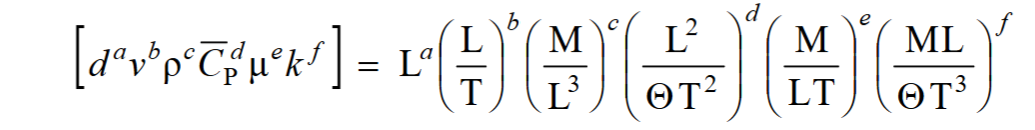 [d^a v^b ρ^c C̅_P^d μ^e k^f] = L^a (L/T)^b (M/L^3)^c (L^2/ΘT^2)^d (M/LT)^e (ML/ΘT^3)^f